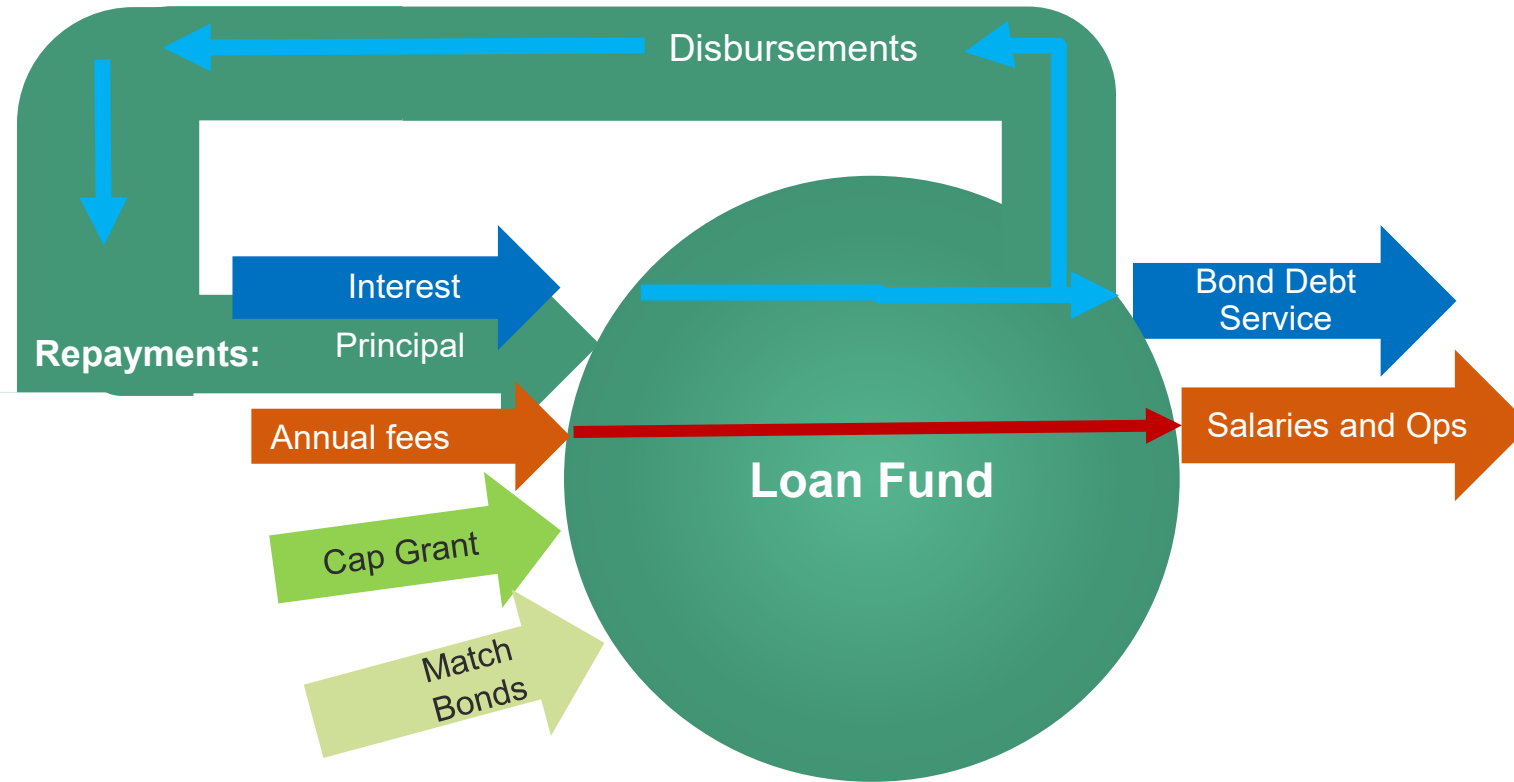 Disbursements
Interest
Bond Debt
Service
Repayments:
Principal
Annual fees
Salaries and Ops
Loan Fund
Cap Grant
Match
Bonds